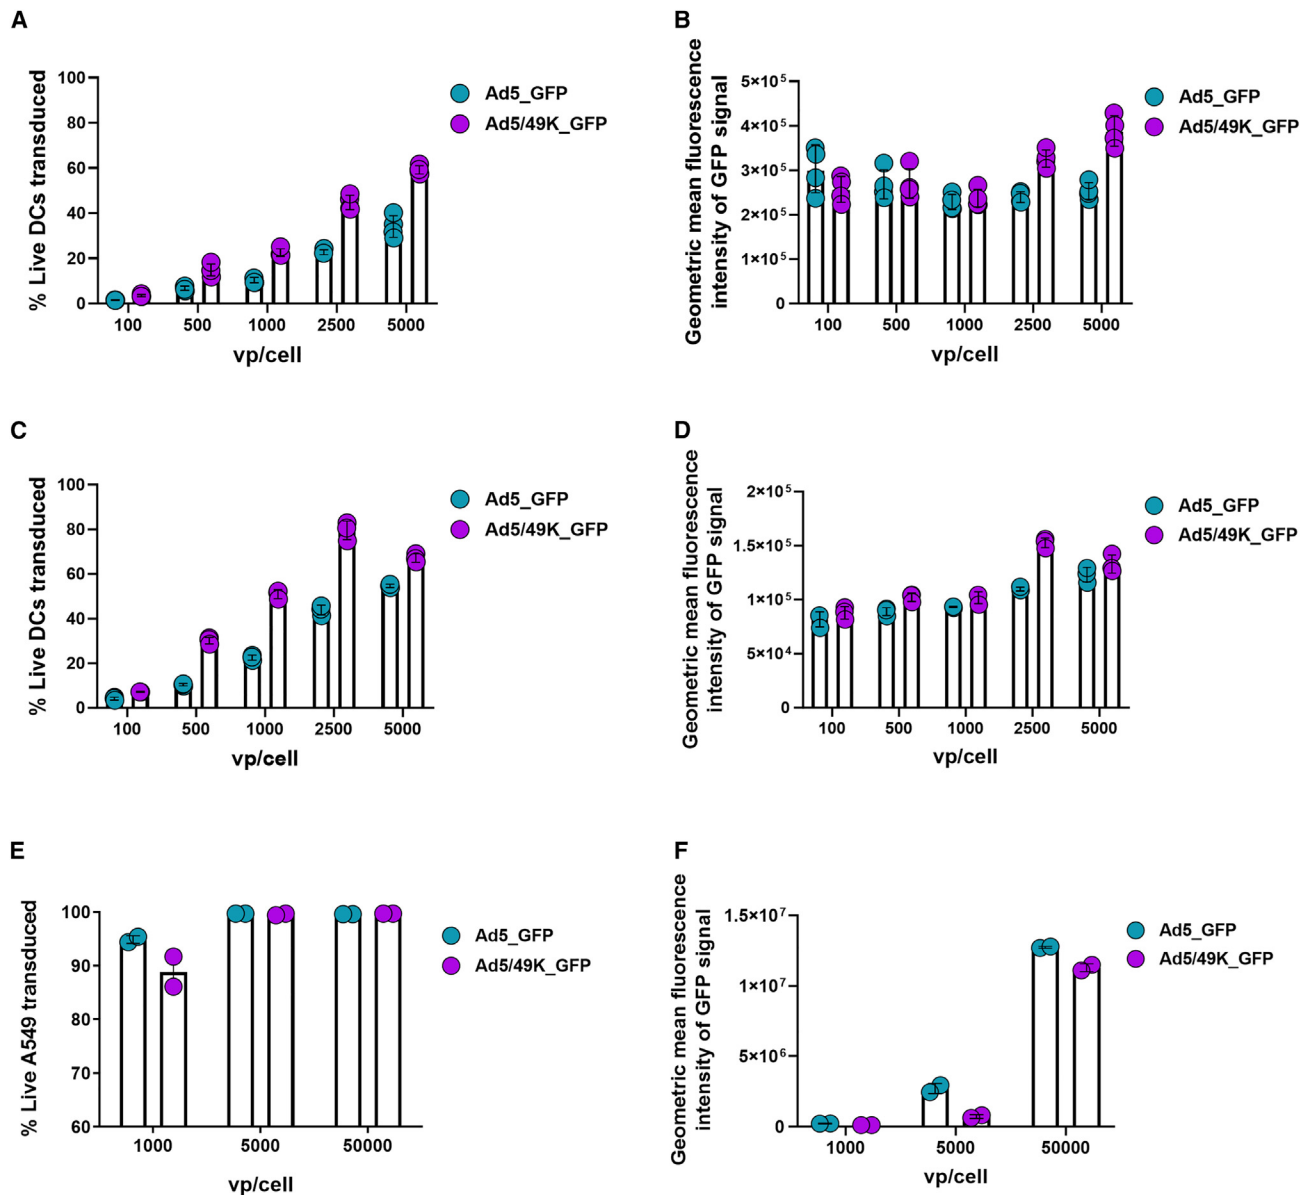 A
% Live DCs transduced
100
80
60
40
20
0
100 500 1000 2500 5000
vp/cell
Ad5_GFP
Ad5/49K_GFP
B
Geometric mean fluorescence
intensity of GFP signal
5×10⁵
4×10⁵
3×10⁵
2×10⁵
1×10⁵
0
100 500 1000 2500 5000
vp/cell
Ad5_GFP
Ad5/49K_GFP
C
% Live DCs transduced
100
80
60
40
20
0
100 500 1000 2500 5000
vp/cell
Ad5_GFP
Ad5/49K_GFP
D
Geometric mean fluorescence
intensity of GFP signal
2×10⁵
1.5×10⁵
1×10⁵
5×10⁴
0
100 500 1000 2500 5000
vp/cell
Ad5_GFP
Ad5/49K_GFP
E
% Live A549 transduced
100
90
80
70
60
1000 5000 50000
vp/cell
Ad5_GFP
Ad5/49K_GFP
F
Geometric mean fluorescence
intensity of GFP signal
1.5×10⁷
1×10⁷
5×10⁶
0
1000 5000 50000
vp/cell
Ad5_GFP
Ad5/49K_GFP